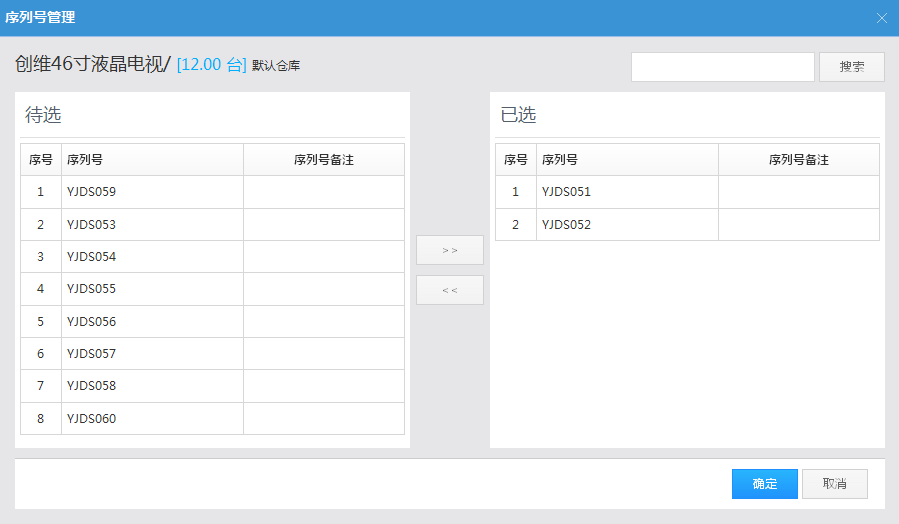 序列号管理
创维46寸液晶电视/ [12.00 台] 默认仓库
搜索
待选
序号 序列号 序列号备注
1 YJDS059
2 YJDS053
3 YJDS054
4 YJDS055
5 YJDS056
6 YJDS057
7 YJDS058
8 YJDS060
>>
<<
已选
序号 序列号 序列号备注
1 YJDS051
2 YJDS052
确定 取消